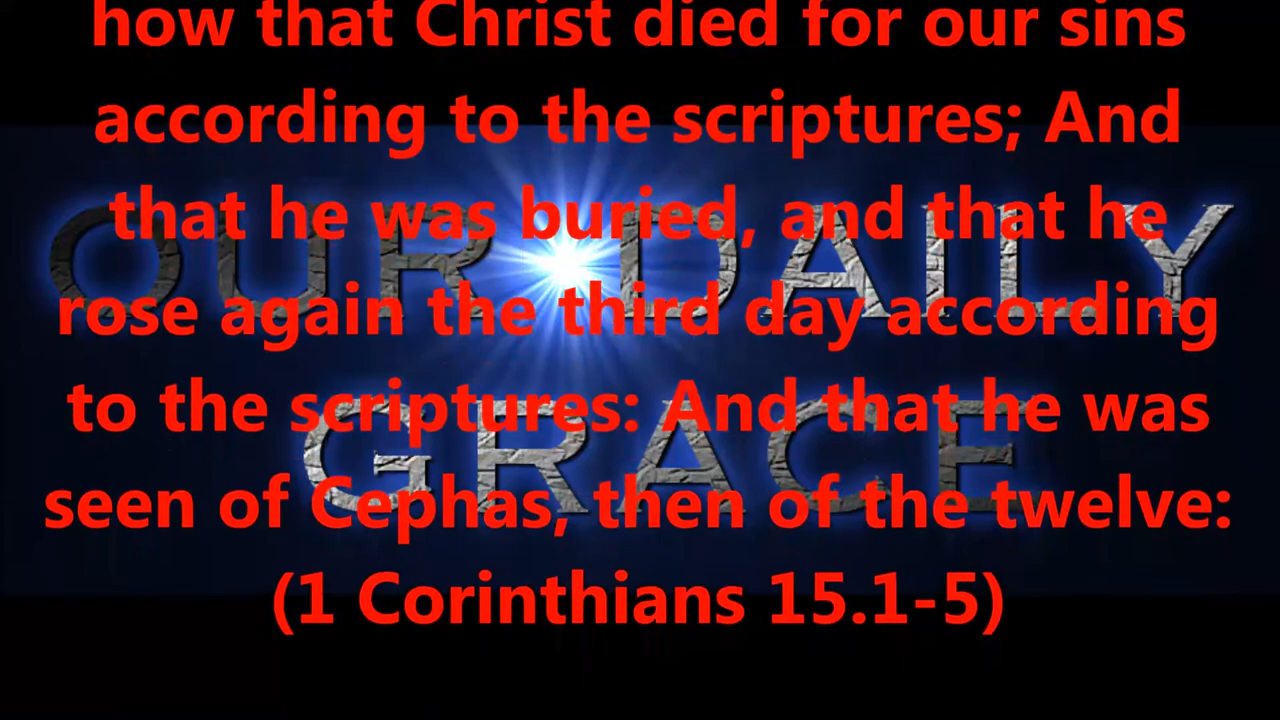 how that Christ died for our sins
according to the scriptures; And
that he was buried, and that he
rose again the third day according
to the scriptures: And that he was
seen of Cephas, then of the twelve:
(1 Corinthians 15.1-5)
OUR DAILY
GRACE